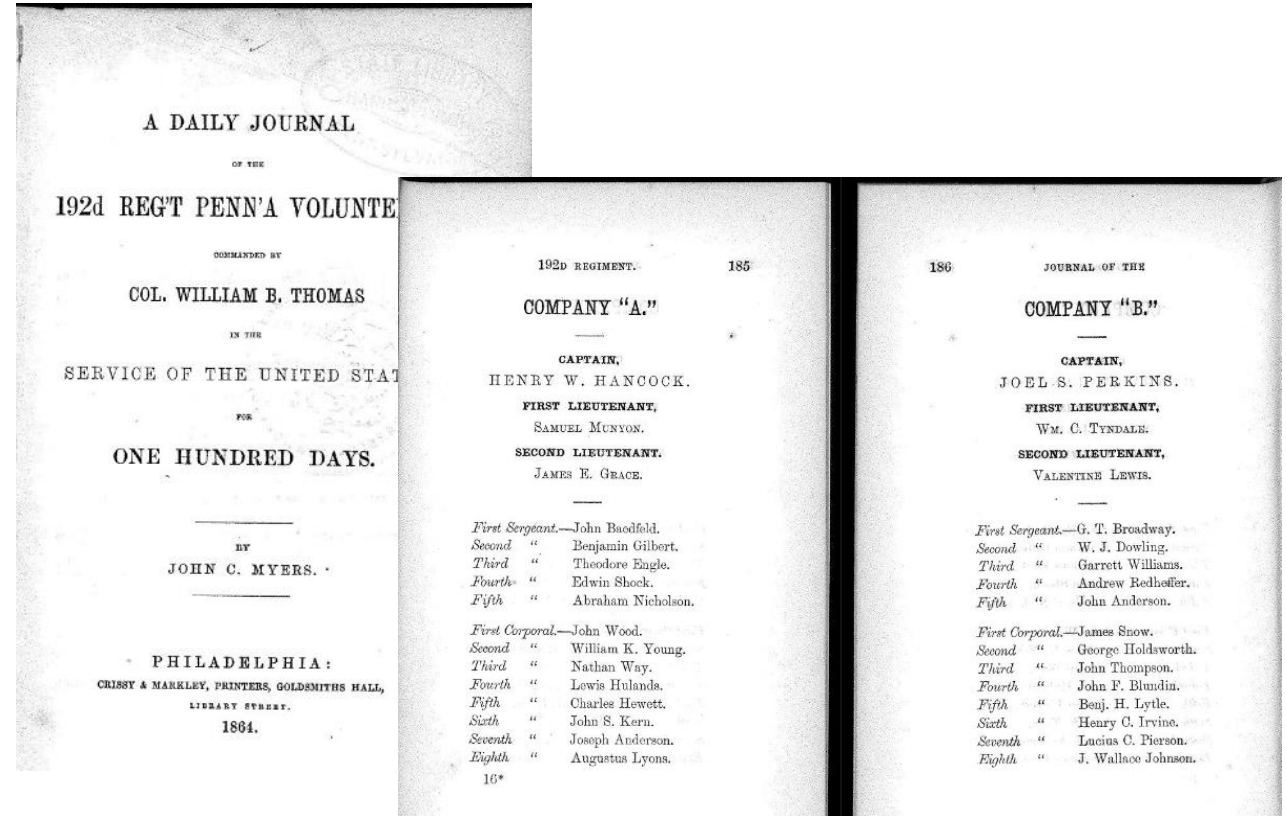 A DAILY JOURNAL
OF THE
192d REG'T PENN'A VOLUNTE
COMMANDED BY
COL. WILLIAM B. THOMAS
IN THE
SERVICE OF THE UNITED STAT
FOR
ONE HUNDRED DAYS.
BY
JOHN C. MYERS.
PHILADELPHIA:
CRISSY & MARKLEY, PRINTERS, GOLDSMITHS HALL,
LIBRARY STREET.
1864.
192D REGIMENT. 185
COMPANY "A."
CAPTAIN,
HENRY W. HANCOCK.
FIRST LIEUTENANT,
SAMUEL MUNYON.
SECOND LIEUTENANT.
JAMES E. GRACE.
First Sergeant.—John Baodfeld.
Second " Benjamin Gilbert.
Third " Theodore Engle.
Fourth " Edwin Shock.
Fifth " Abraham Nicholson.
First Corporal.—John Wood.
Second " William K. Young.
Third " Nathan Way.
Fourth " Lewis Hulands.
Fifth " Charles Hewett.
Sixth " John S. Kern.
Seventh " Joseph Anderson.
Eighth " Augustus Lyons.
16*
186 JOURNAL OF THE
COMPANY "B."
CAPTAIN,
JOEL S. PERKINS.
FIRST LIEUTENANT,
WM. C. TYNDALE.
SECOND LIEUTENANT,
VALENTINE LEWIS.
First Sergeant.—G. T. Broadway.
Second " W. J. Dowling.
Third " Garrett Williams.
Fourth " Andrew Redheffer.
Fifth " John Anderson.
First Corporal.—James Snow.
Second " George Holdsworth.
Third " John Thompson.
Fourth " John F. Blundin.
Fifth " Benj. H. Lytle.
Sixth " Henry C. Irvine.
Seventh " Lucius C. Pierson.
Eighth " J. Wallace Johnson.